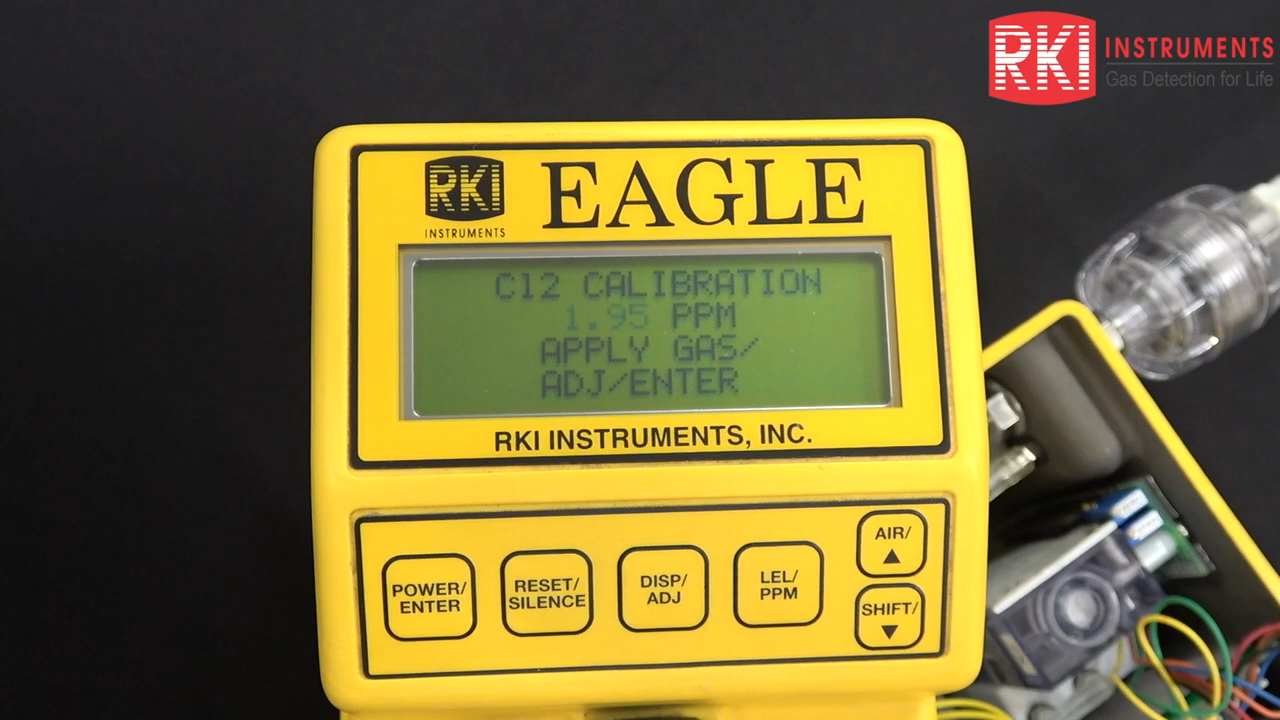 RKI INSTRUMENTS
Gas Detection for Life
RKI
INSTRUMENTS
EAGLE
Cl2 CALIBRATION
1.95 PPM
APPLY GAS/
ADJ/ENTER
RKI INSTRUMENTS, INC.
POWER/
ENTER
RESET/
SILENCE
DISP/
ADJ
LEL/
PPM
AIR/
▲
SHIFT/
▼